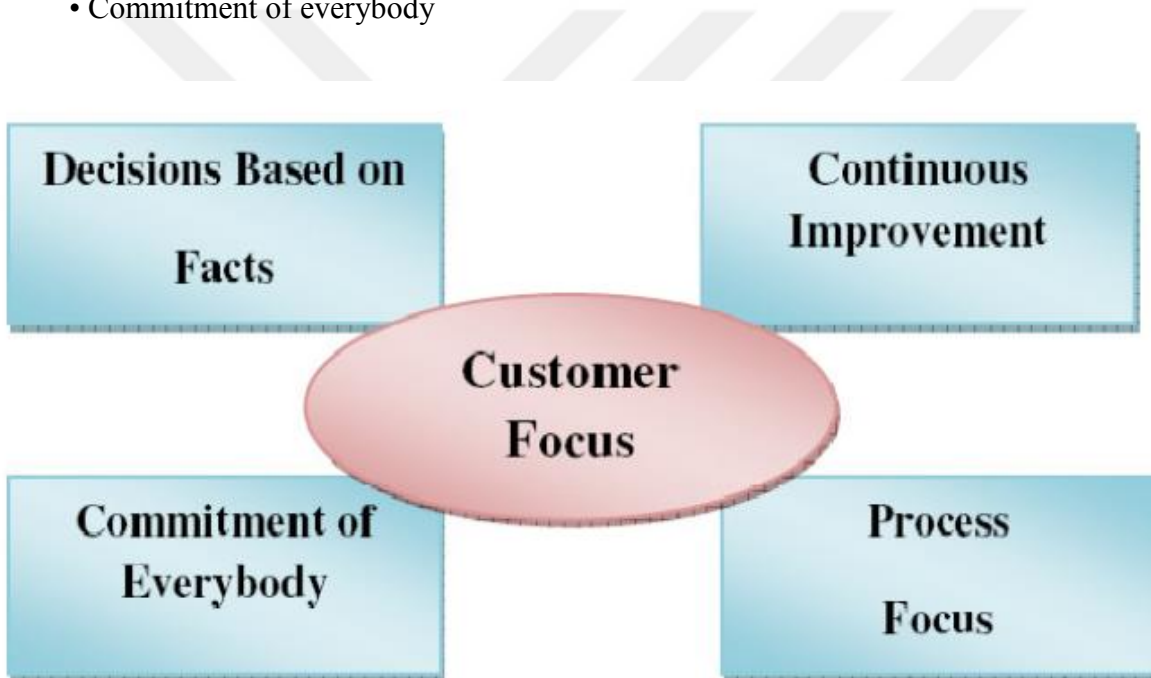 • Commitment of everybody
Decisions Based on
Facts
Continuous
Improvement
Customer
Focus
Commitment of
Everybody
Process
Focus